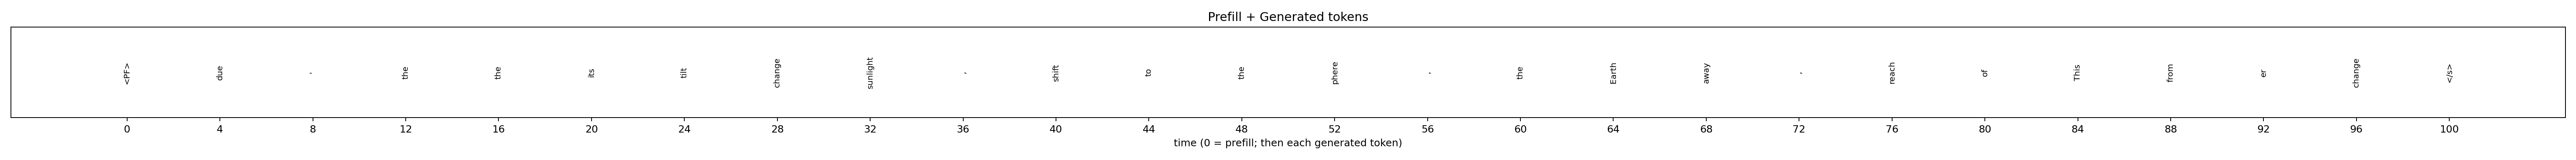 Prefill + Generated tokens
<PF> due - the the its tilt change sunlight - shift to the phere - the Earth away - reach of This from er change </s>
0 4 8 12 16 20 24 28 32 36 40 44 48 52 56 60 64 68 72 76 80 84 88 92 96 100
time (0 = prefill; then each generated token)